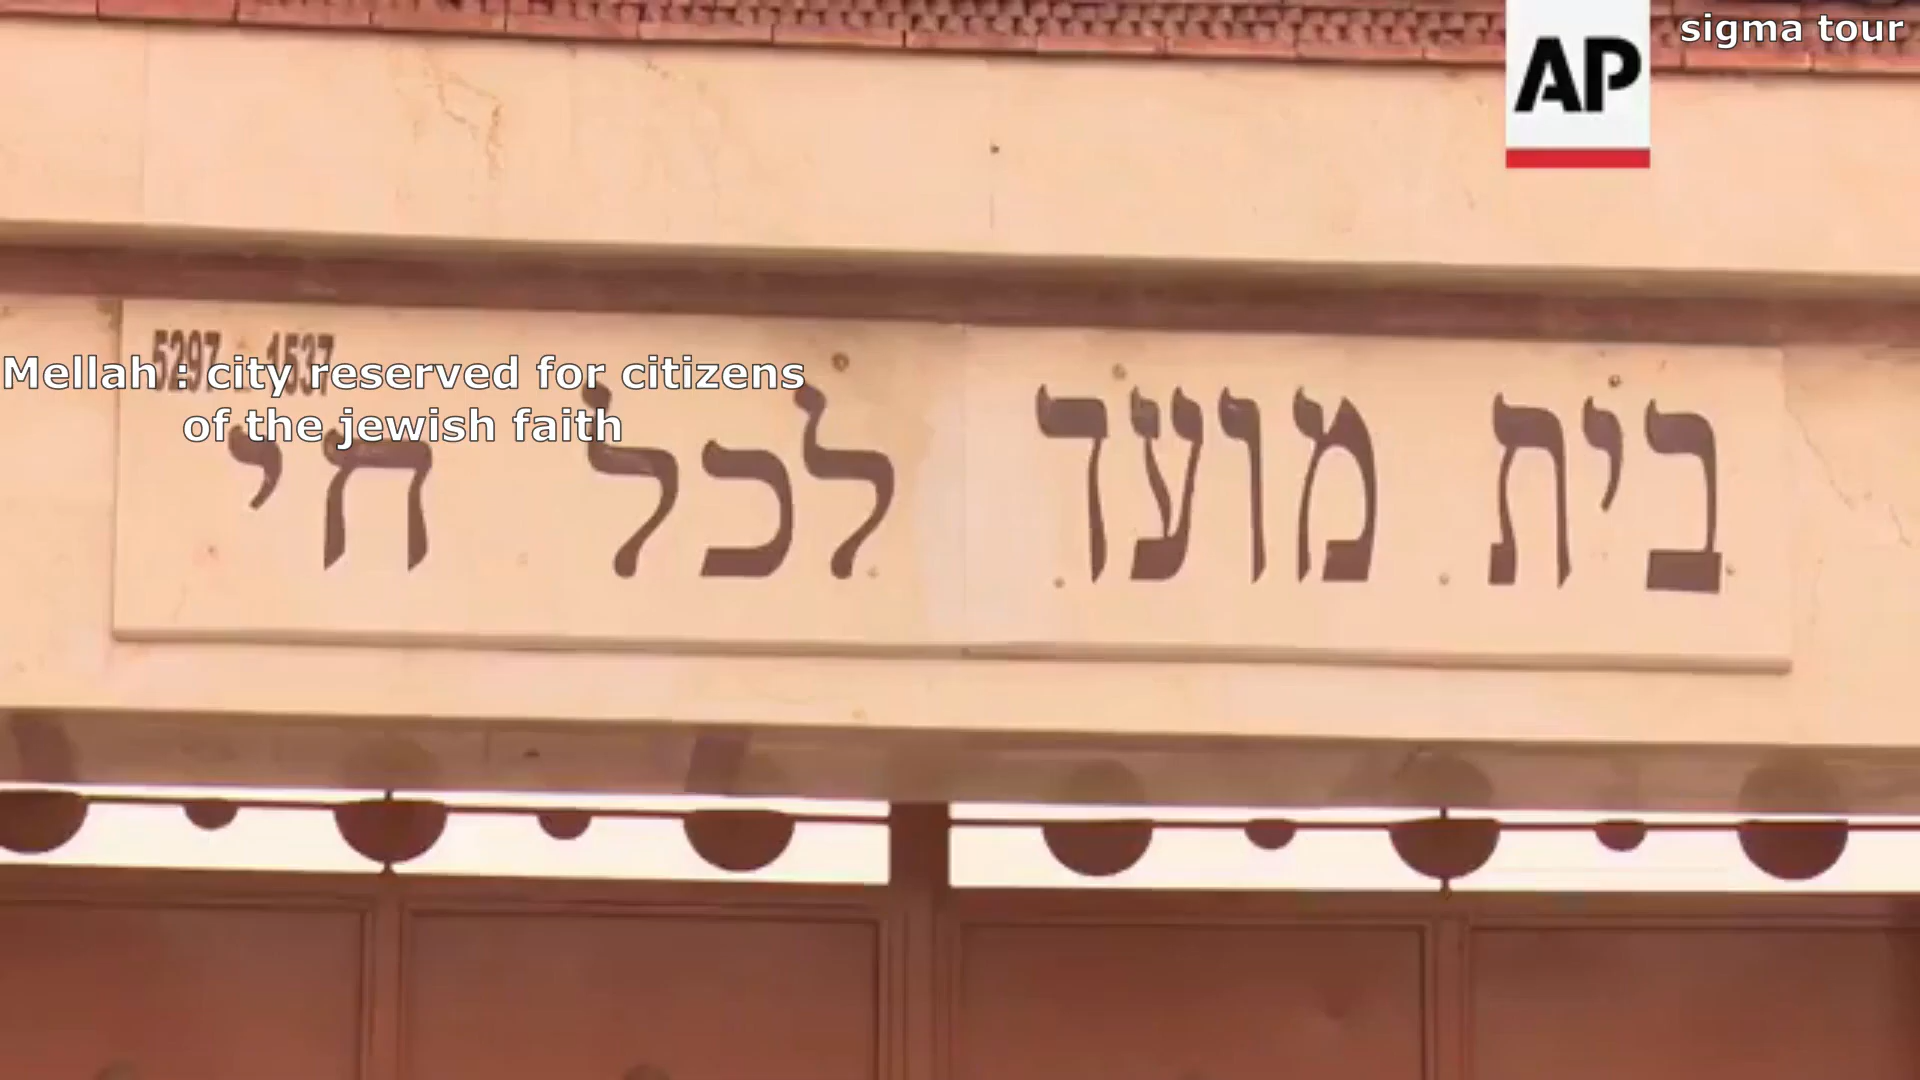 sigma tour
AP
5297 _ 1537
Mellah : city reserved for citizens
of the jewish faith
בית מועד לכל חי